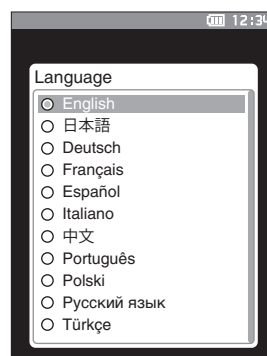 12:34
Language
English
日本語
Deutsch
Français
Español
Italiano
中文
Português
Polski
Русский язык
Türkçe